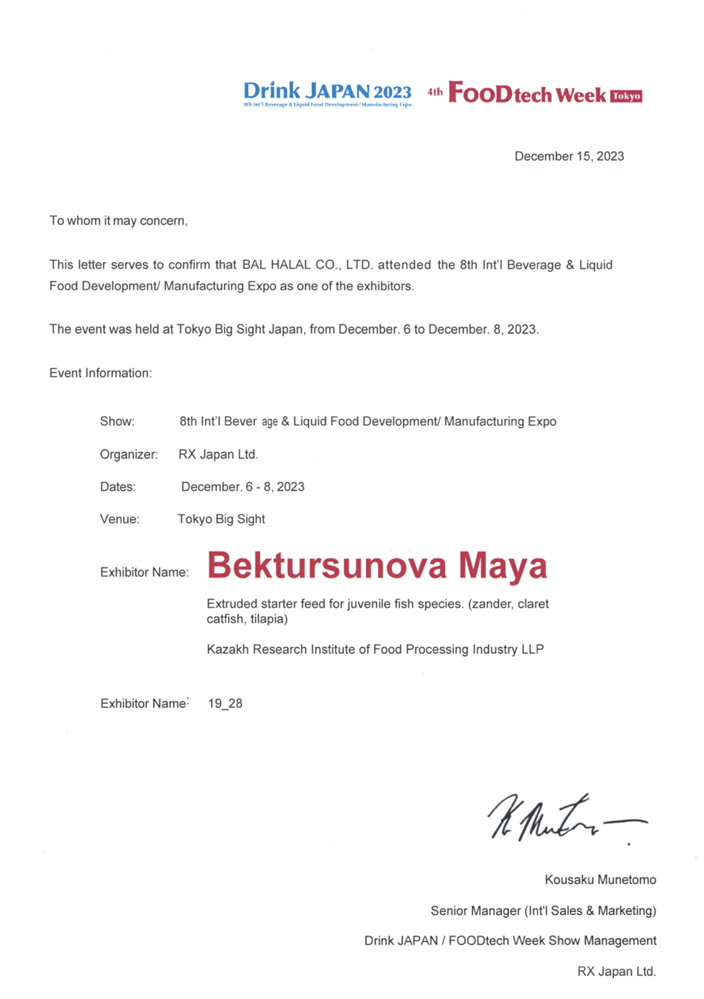 Drink JAPAN 2023 4th FOODtech Week Tokyo
8th Int'l Beverage & Liquid Food Development/Manufacturing Expo
December 15, 2023
To whom it may concern,
This letter serves to confirm that BAL HALAL CO., LTD. attended the 8th Int'l Beverage & Liquid
Food Development/ Manufacturing Expo as one of the exhibitors.
The event was held at Tokyo Big Sight Japan, from December. 6 to December. 8, 2023.
Event Information:
Show: 8th Int'l Bever age & Liquid Food Development/ Manufacturing Expo
Organizer: RX Japan Ltd.
Dates: December. 6 - 8, 2023
Venue: Tokyo Big Sight
Exhibitor Name: Bektursunova Maya
Extruded starter feed for juvenile fish species. (zander, claret
catfish, tilapia)
Kazakh Research Institute of Food Processing Industry LLP
Exhibitor Name: 19_28
Kousaku Munetomo
Senior Manager (Int'l Sales & Marketing)
Drink JAPAN / FOODtech Week Show Management
RX Japan Ltd.